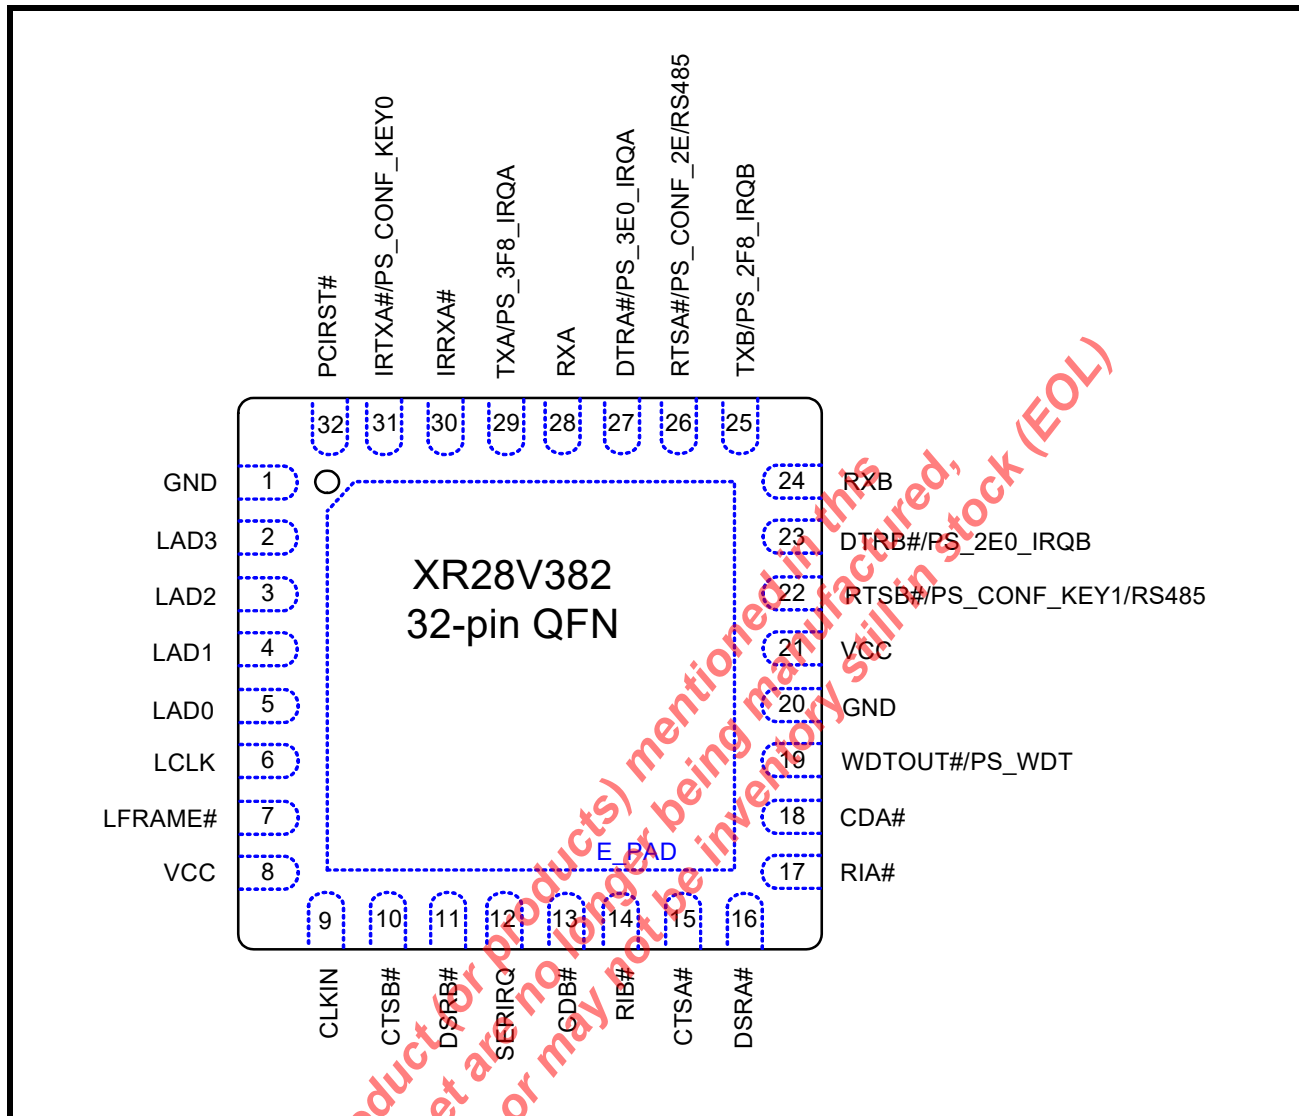 PCIRST#
IRTXA#/PS_CONF_KEY0
IRRXA#
TXA/PS_3F8_IRQA
RXA
DTRA#/PS_3E0_IRQA
RTSA#/PS_CONF_2E/RS485
TXB/PS_2F8_IRQB
32
31
30
29
28
27
26
25
GND 1
LAD3 2
LAD2 3
LAD1 4
LAD0 5
LCLK 6
LFRAME# 7
VCC 8
XR28V382
32-pin QFN
E_PAD
24 RXB
23 DTRB#/PS_2E0_IRQB
22 RTSB#/PS_CONF_KEY1/RS485
21 VCC
20 GND
19 WDTOUT#/PS_WDT
18 CDA#
17 RIA#
9
10
11
12
13
14
15
16
CLKIN
CTSB#
DSRB#
SERIRQ
CDB#
RIB#
CTSA#
DSRA#
product (or products) mentioned in this
et are no longer being manufactured,
or may not be inventory still in stock (EOL)